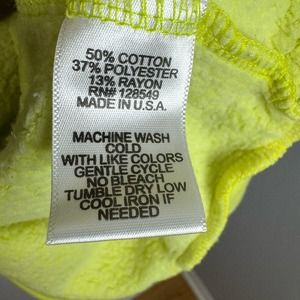 50% COTTON
37% POLYESTER
13% RAYON
RN# 128549
MADE IN U.S.A.
MACHINE WASH
COLD
WITH LIKE COLORS
GENTLE CYCLE
NO BLEACH
TUMBLE DRY LOW
COOL IRON IF
NEEDED